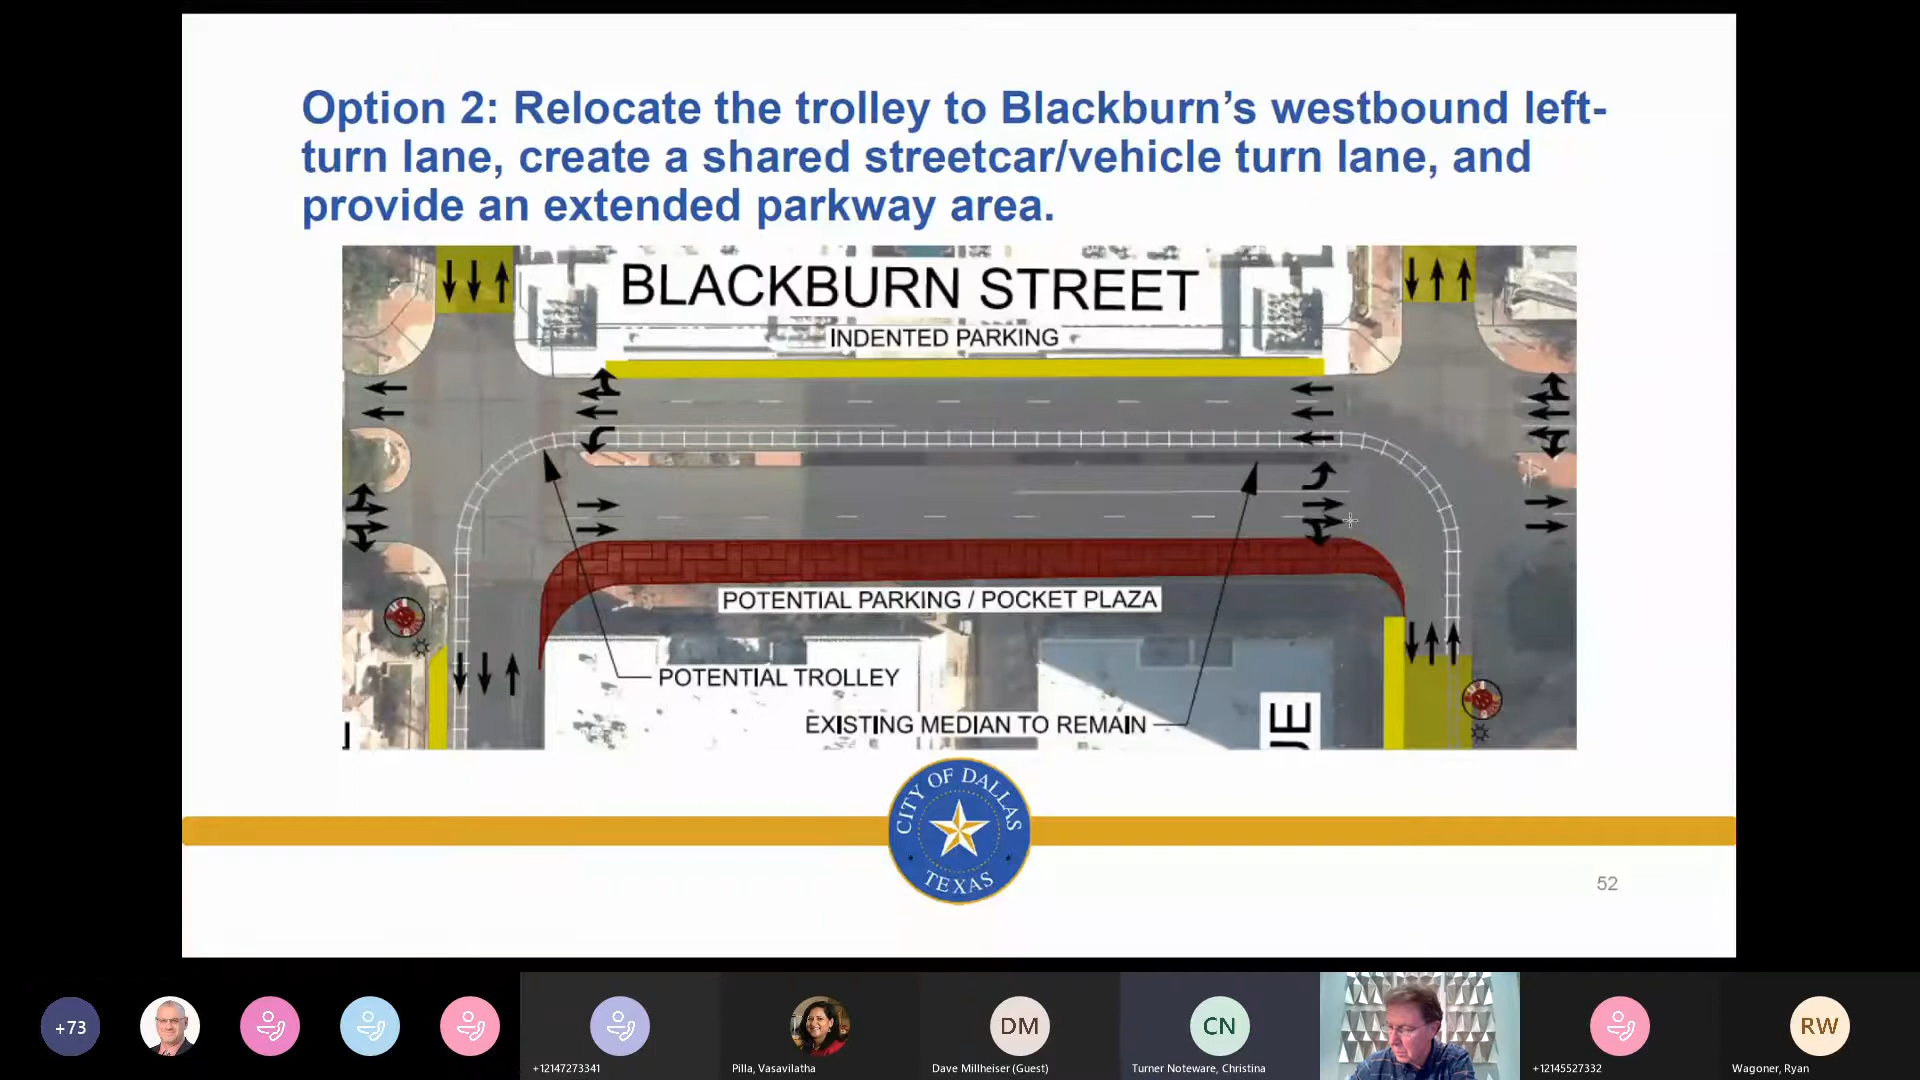 Option 2: Relocate the trolley to Blackburn’s westbound left-
turn lane, create a shared streetcar/vehicle turn lane, and
provide an extended parkway area.
BLACKBURN STREET
INDENTED PARKING
POTENTIAL PARKING / POCKET PLAZA
POTENTIAL TROLLEY
EXISTING MEDIAN TO REMAIN
UE
CITY OF DALLAS
TEXAS
52
+73
DM
CN
RW
+12147273341
Pilla, Vasavilatha
Dave Millheiser (Guest)
Turner Noteware, Christina
+12145527332
Wagoner, Ryan